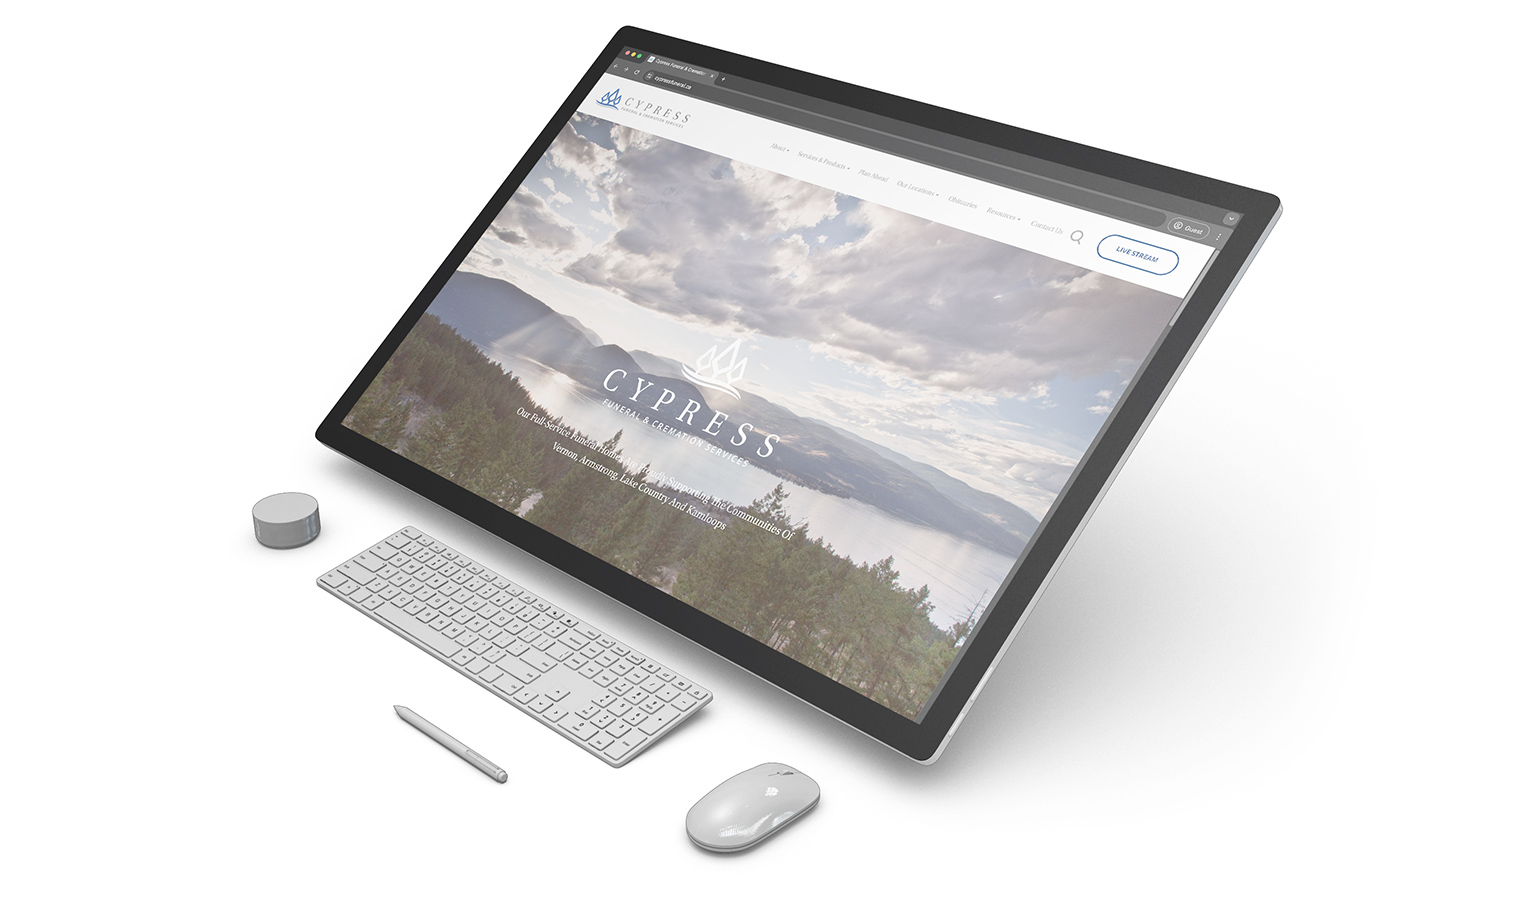 Cypress Funeral & Cremation
cypressfuneral.ca
Guest
CYPRESS
FUNERAL & CREMATION SERVICES
About
Services & Products
Plan Ahead
Our Locations
Obituaries
Resources
Contact Us
LIVE STREAM
CYPRESS
FUNERAL & CREMATION SERVICES
Our Full-Service Funeral Homes Are Proudly Supporting The Communities Of
Vernon, Armstrong, Lake Country And Kamloops